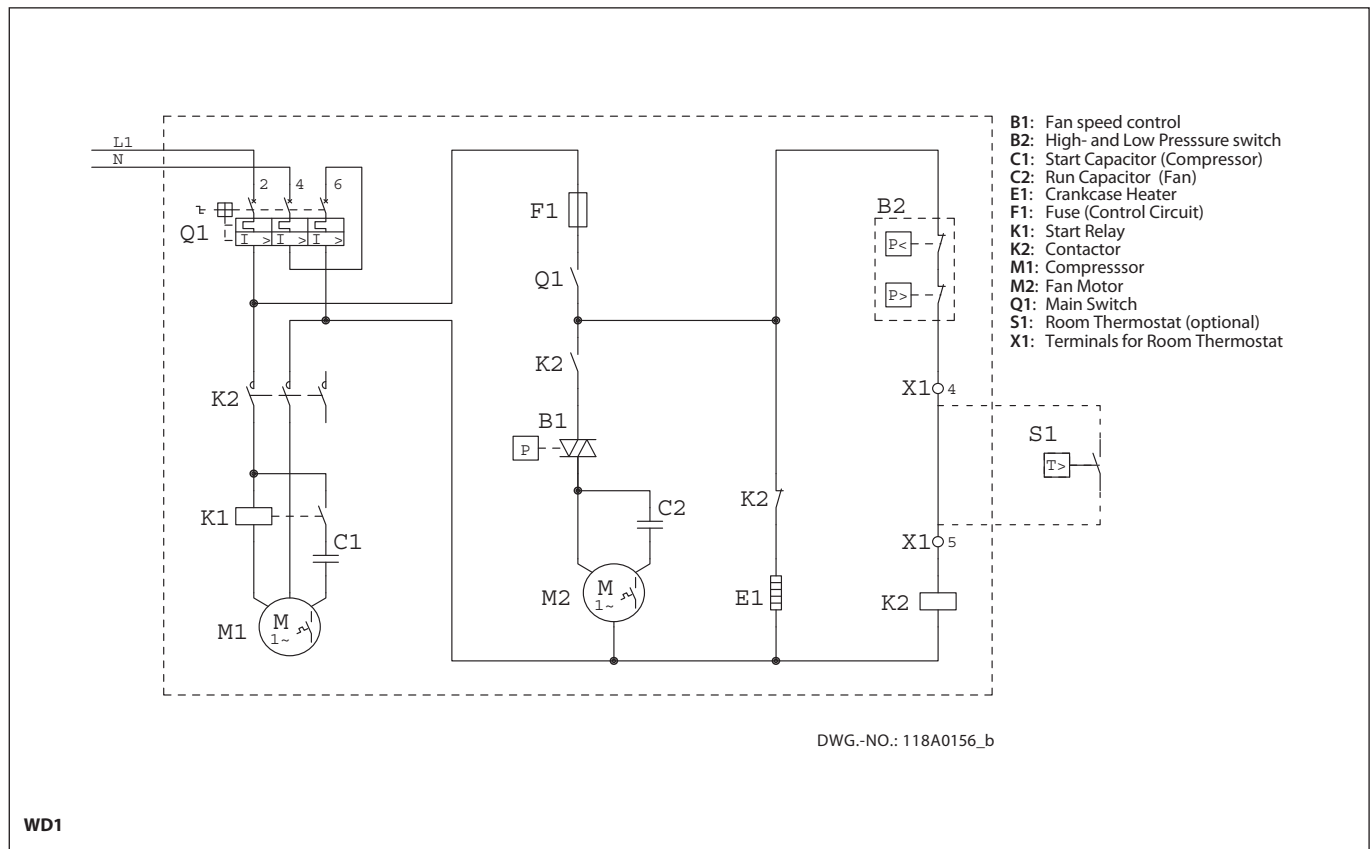 L1
N
2 4 6
Q1
I > I > I >
F1
Q1
B2
P<
P>
K2
K2
X1 4
B1
P
S1
T>
K2
C2
K1
C1
X1 5
M2
M
1~
E1
K2
M1
M
1~
B1: Fan speed control
B2: High- and Low Presssure switch
C1: Start Capacitor (Compressor)
C2: Run Capacitor (Fan)
E1: Crankcase Heater
F1: Fuse (Control Circuit)
K1: Start Relay
K2: Contactor
M1: Compresssor
M2: Fan Motor
Q1: Main Switch
S1: Room Thermostat (optional)
X1: Terminals for Room Thermostat
DWG.-NO.: 118A0156_b
WD1